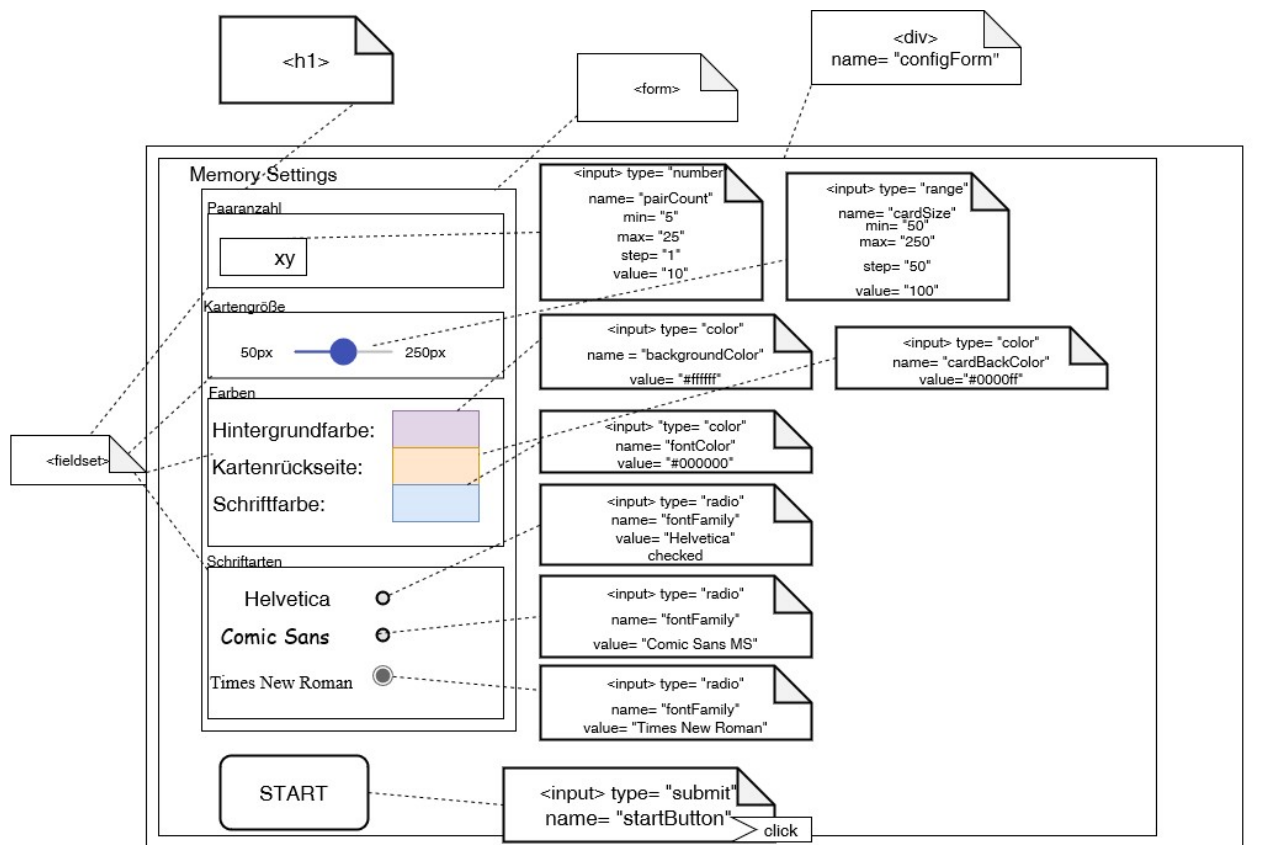 <h1>
<form>
<div>
name= "configForm"
Memory Settings
Paaranzahl
xy
Kartengröße
50px
250px
Farben
Hintergrundfarbe:
Kartenrückseite:
Schriftfarbe:
<fieldset>
Schriftarten
Helvetica
Comic Sans
Times New Roman
START
<input> type= "number
name= "pairCount"
min= "5"
max= "25"
step= "1"
value= "10"
<input> type= "range"
name= "cardSize"
min= "50"
max= "250"
step= "50"
value= "100"
<input> type= "color"
name = "backgroundColor"
value= "#ffffff"
<input> type= "color"
name= "cardBackColor"
value="#0000ff"
<input> "type= "color"
name= "fontColor"
value= "#000000"
<input> type= "radio"
name= "fontFamily"
value= "Helvetica"
checked
<input> type= "radio"
name= "fontFamily"
value= "Comic Sans MS"
<input> type= "radio"
name= "fontFamily"
value= "Times New Roman"
<input> type= "submit"
name= "startButton"
click